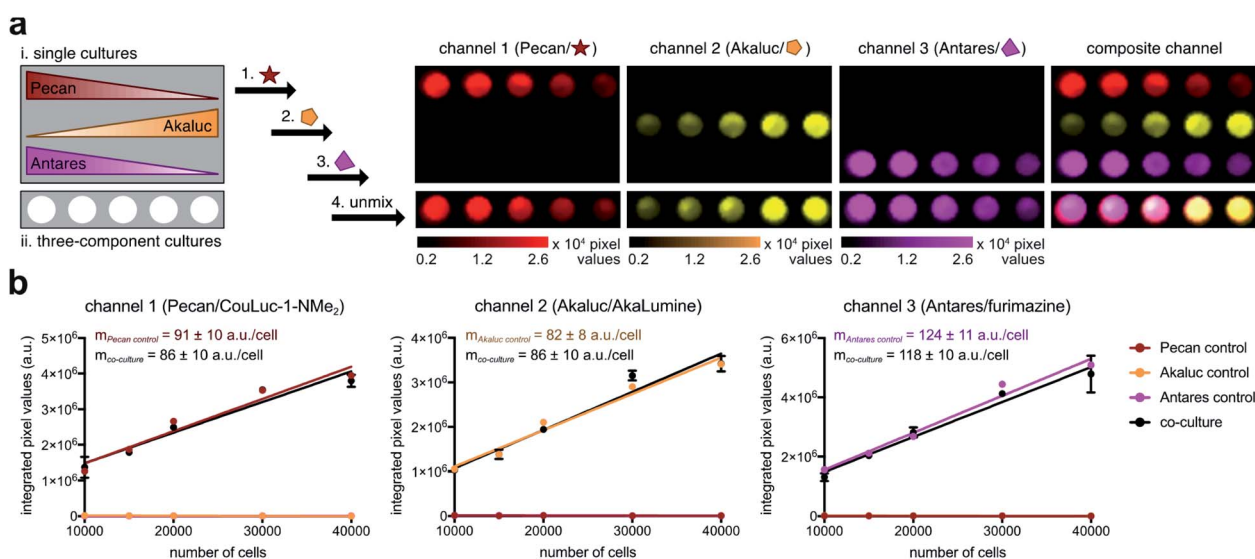 a
i. single cultures
Pecan
Akaluc
Antares
ii. three-component cultures
1.
2.
3.
4. unmix
channel 1 (Pecan/ )
channel 2 (Akaluc/ )
channel 3 (Antares/ )
composite channel
0.2 1.2 2.6 x 10⁴ pixel values
0.2 1.2 2.6 x 10⁴ pixel values
0.2 1.2 2.6 x 10⁴ pixel values
b
channel 1 (Pecan/CouLuc-1-NMe₂)
m Pecan control = 91 ± 10 a.u./cell
m co-culture = 86 ± 10 a.u./cell
integrated pixel values (a.u.)
5×10⁶
4×10⁶
3×10⁶
2×10⁶
1×10⁶
0
10000 20000 30000 40000
number of cells
channel 2 (Akaluc/AkaLumine)
m Akaluc control = 82 ± 8 a.u./cell
m co-culture = 86 ± 10 a.u./cell
integrated pixel values (a.u.)
4×10⁶
3×10⁶
2×10⁶
1×10⁶
0
10000 20000 30000 40000
number of cells
channel 3 (Antares/furimazine)
m Antares control = 124 ± 11 a.u./cell
m co-culture = 118 ± 10 a.u./cell
integrated pixel values (a.u.)
6×10⁶
4×10⁶
2×10⁶
0
10000 20000 30000 40000
number of cells
Pecan control
Akaluc control
Antares control
co-culture